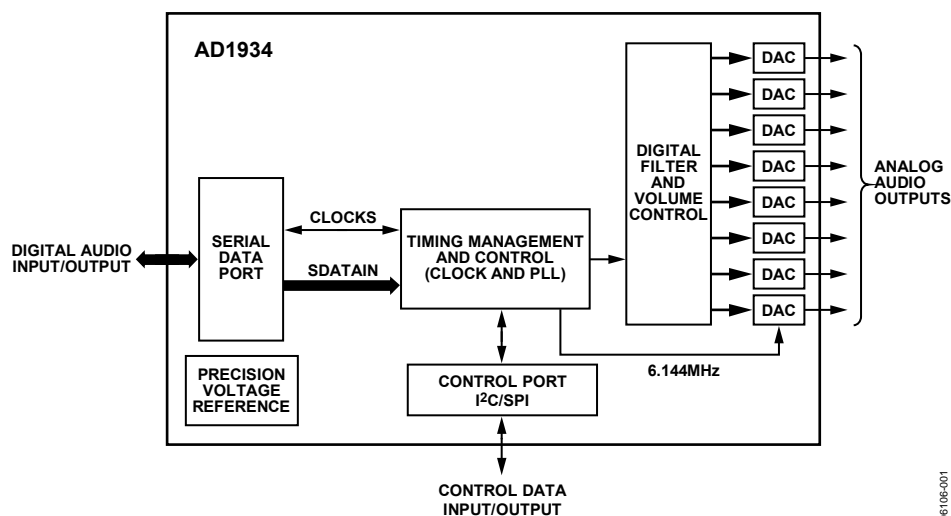 AD1934
DAC
DAC
DAC
DAC
DAC
DAC
DAC
DAC
DIGITAL
FILTER
AND
VOLUME
CONTROL
ANALOG
AUDIO
OUTPUTS
DIGITAL AUDIO
INPUT/OUTPUT
SERIAL
DATA
PORT
CLOCKS
SDATAIN
TIMING MANAGEMENT
AND CONTROL
(CLOCK AND PLL)
6.144MHz
PRECISION
VOLTAGE
REFERENCE
CONTROL PORT
I²C/SPI
CONTROL DATA
INPUT/OUTPUT
06106-001